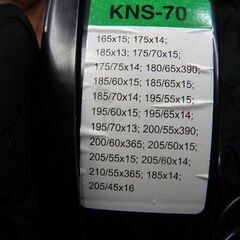 KNS-70
165x15; 175x14;
185x13; 175/70x15;
175/75x14; 180/65x390;
185/60x15; 185/65x15;
185/70x14; 195/55x15;
195/60x15; 195/65x14;
195/70x13; 200/55x390;
200/60x365; 205/50x15;
205/55x15; 205/60x14;
210/55x365; 185x14;
205/45x16